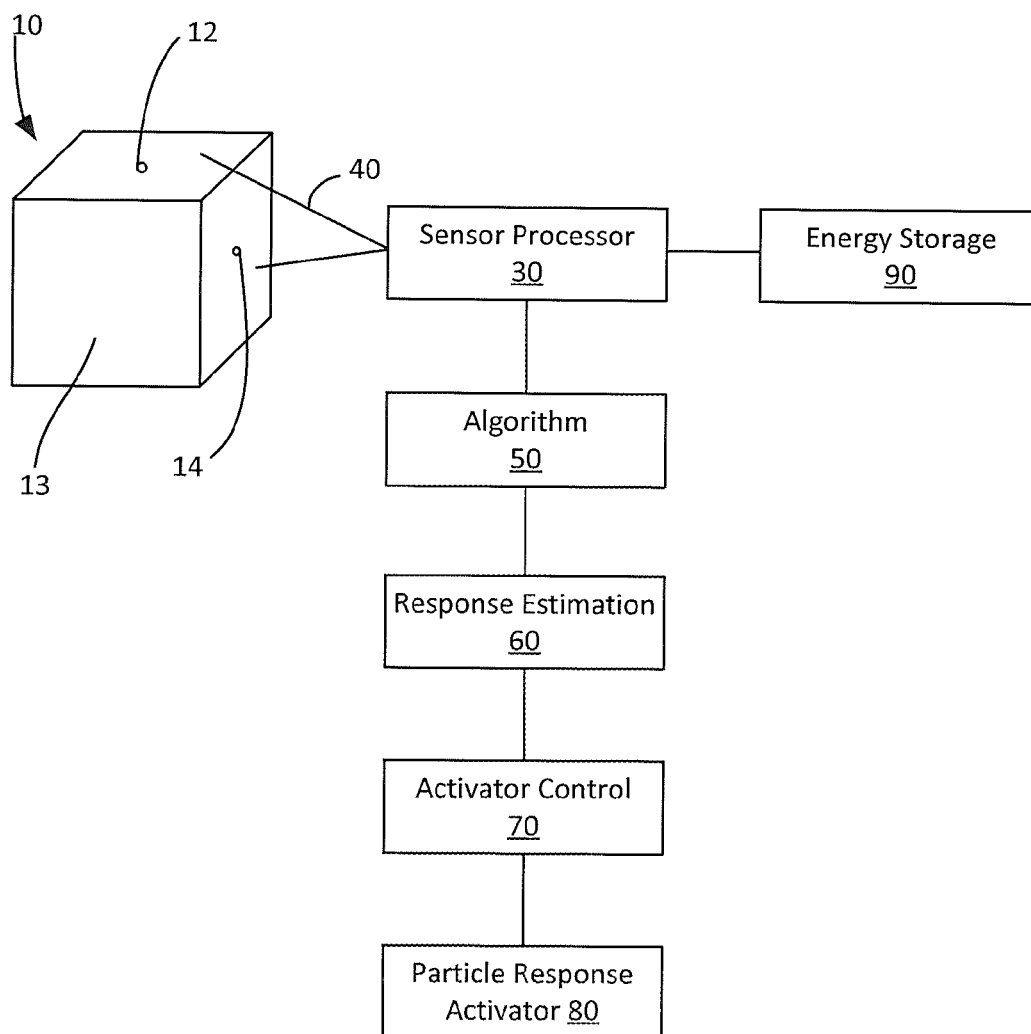 10
12
40
Sensor Processor
30
Energy Storage
90
Algorithm
50
13
14
Response Estimation
60
Activator Control
70
Particle Response
Activator 80